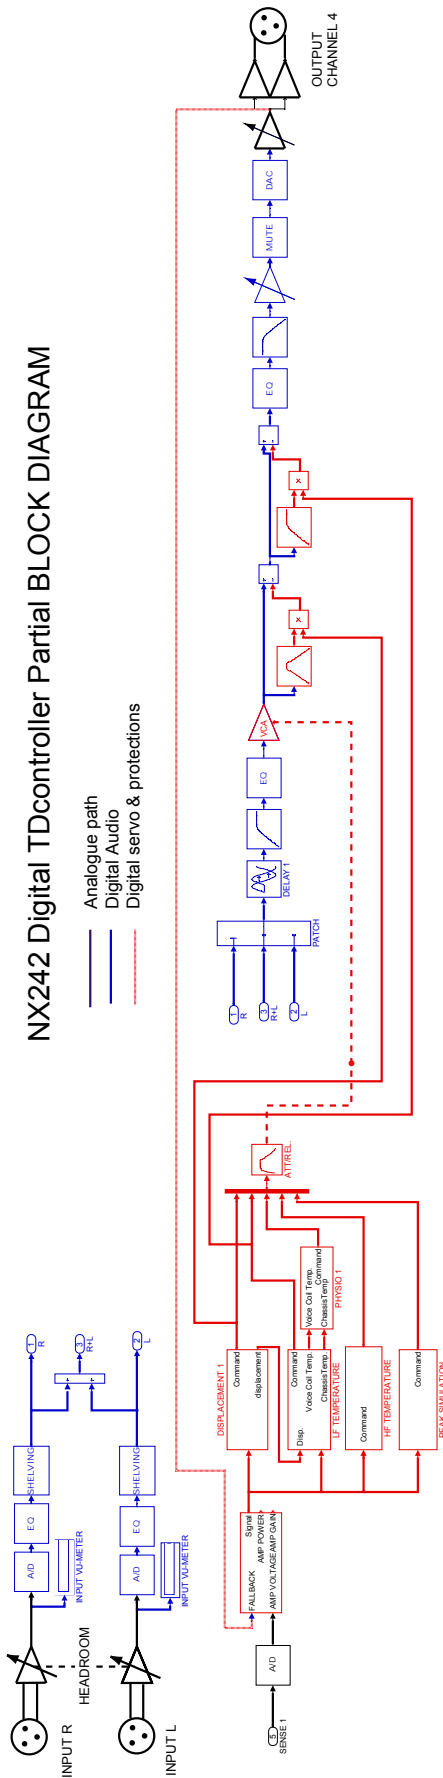 NX242 Digital TDcontroller Partial BLOCK DIAGRAM
Analogue path
Digital Audio
Digital servo & protections
INPUT R
HEADROOM
INPUT L
A/D
EQ
SHELVING
INPUT VU-METER
A/D
EQ
SHELVING
INPUT VU-METER
1
R
3
R+L
2
L
5
SENSE 1
A/D
FALLBACK
Signal
AMP POWER
AMP VOLTAGE
AMP GAIN
DISPLACEMENT 1
Command
displacement
Disp.
Command
Voice Coil Temp.
ChassisTemp
LF TEMPERATURE
Voice Coil Temp.
Command
ChassisTemp
PHYSIO 1
Command
HF TEMPERATURE
Command
PEAK SIMULATION
ATT/REL.
1
R
3
R+L
2
L
PATCH
DELAY 1
EQ
VCA
x
x
EQ
MUTE
DAC
OUTPUT
CHANNEL 4